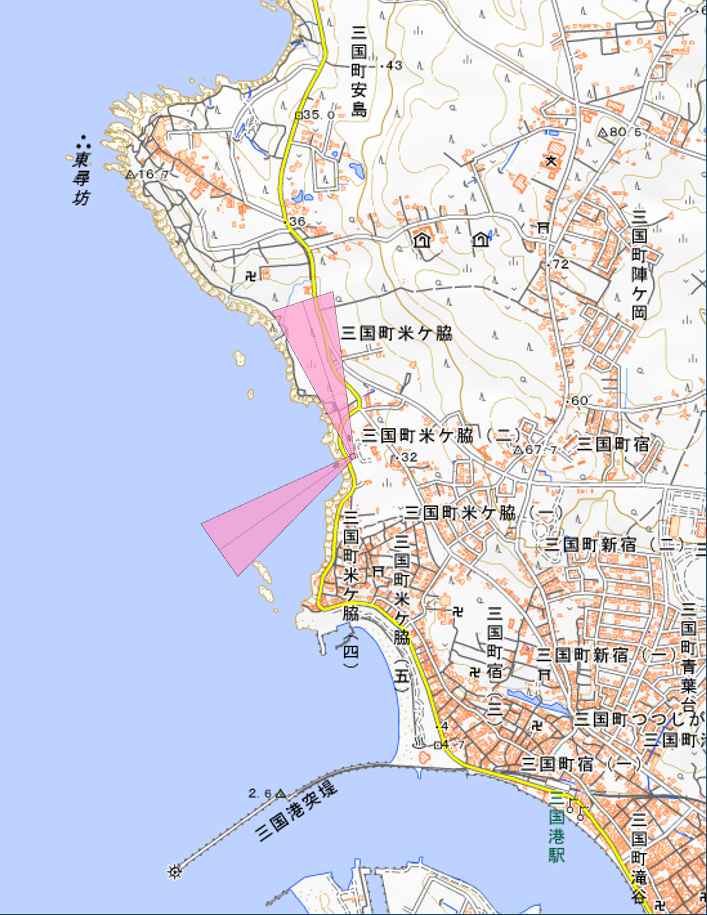 三国町安島
43
35.0
東尋坊
16.7
80.5
文
36
72
三国町陣ケ岡
三国町米ケ脇
60
三国町米ケ脇(二)
三国町宿
67.7
32
三国町米ケ脇(一)
三国町新宿(二)
三国町米ケ脇(四)
三国町米ケ脇(五)
三国町宿(三)
三国町新宿(一)
三国町青葉台
三国町つつじが
三国町
4
4.7
三国町宿(一)
2.6
三国港突堤
三国港駅
三国町滝谷